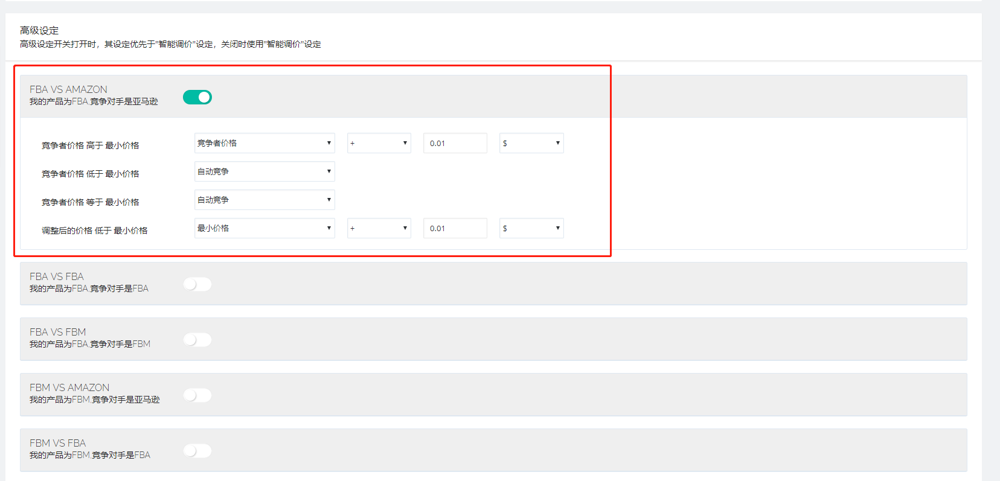 高级设定
高级设定开关打开时，其设定优先于"智能调价"设定，关闭时使用"智能调价"设定
FBA VS AMAZON
我的产品为FBA,竞争对手是亚马逊
竞争者价格 高于 最小价格 竞争者价格 + 0.01 $
竞争者价格 低于 最小价格 自动竞争
竞争者价格 等于 最小价格 自动竞争
调整后的价格 低于 最小价格 最小价格 + 0.01 $
FBA VS FBA
我的产品为FBA,竞争对手是FBA
FBA VS FBM
我的产品为FBA,竞争对手是FBM
FBM VS AMAZON
我的产品为FBM,竞争对手是亚马逊
FBM VS FBA
我的产品为FBM,竞争对手是FBA